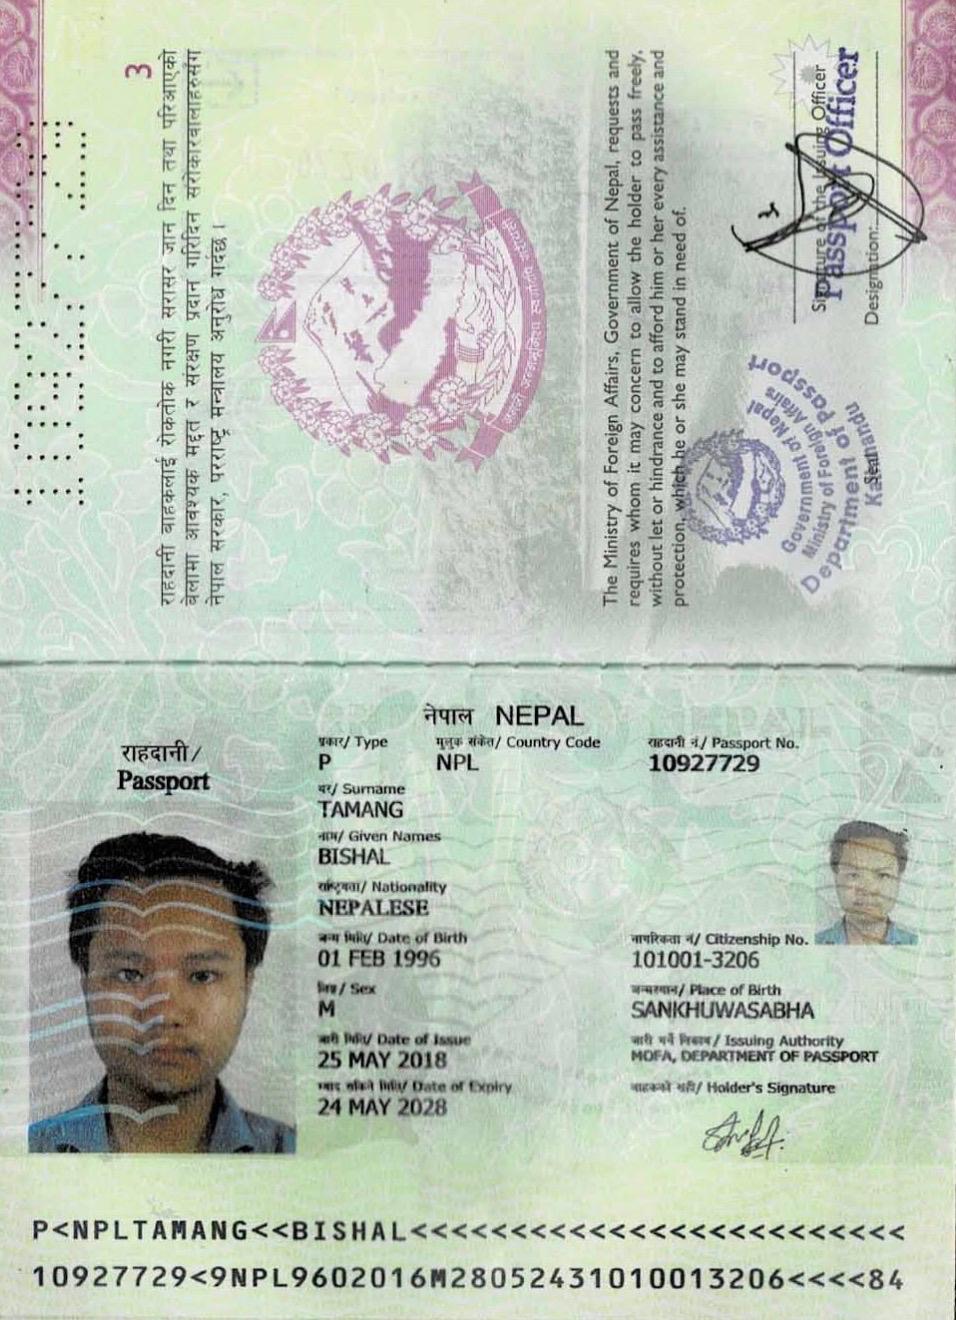 3
राहदानी बाहकलाई रोकतोक नगरी सरासर जान दिन तथा परिआएको
बेलामा आवश्यक मद्दत र संरक्षण प्रदान गरिदिन सरोकारवालाहरुसंग
नेपाल सरकार, परराष्ट्र मन्त्रालय अनुरोध गर्दछ ।
The Ministry of Foreign Affairs, Government of Nepal, requests and
requires whom it may concern to allow the holder to pass freely,
without let or hindrance and to afford him or her every assistance and
protection, which he or she may stand in need of.
Government of Nepal
Ministry of Foreign Affairs
Department of Passport
Kathmandu
Seal
Signature of the Issuing Officer
Passport Officer
Designation:
नेपाल NEPAL
राहदानी/
Passport
प्रकार/ Type मुलुक संकेत/ Country Code राहदानी नं./ Passport No.
P NPL 10927729
थर/ Surname
TAMANG
नाम/ Given Names
BISHAL
राष्ट्रियता/ Nationality
NEPALESE
जन्म मिति/ Date of Birth नागरिकता नं/ Citizenship No.
01 FEB 1996 101001-3206
लिङ्ग/ Sex जन्मस्थान/ Place of Birth
M SANKHUWASABHA
जारी मिति/ Date of Issue जारी गर्ने निकाय/ Issuing Authority
25 MAY 2018 MOFA, DEPARTMENT OF PASSPORT
म्याद सकिने मिति/ Date of Expiry वाहकको सही/ Holder's Signature
24 MAY 2028
P<NPLTAMANG<<BISHAL<<<<<<<<<<<<<<<<<<<<<<<<<
10927729<9NPL9602016M28052431010013206<<<<84